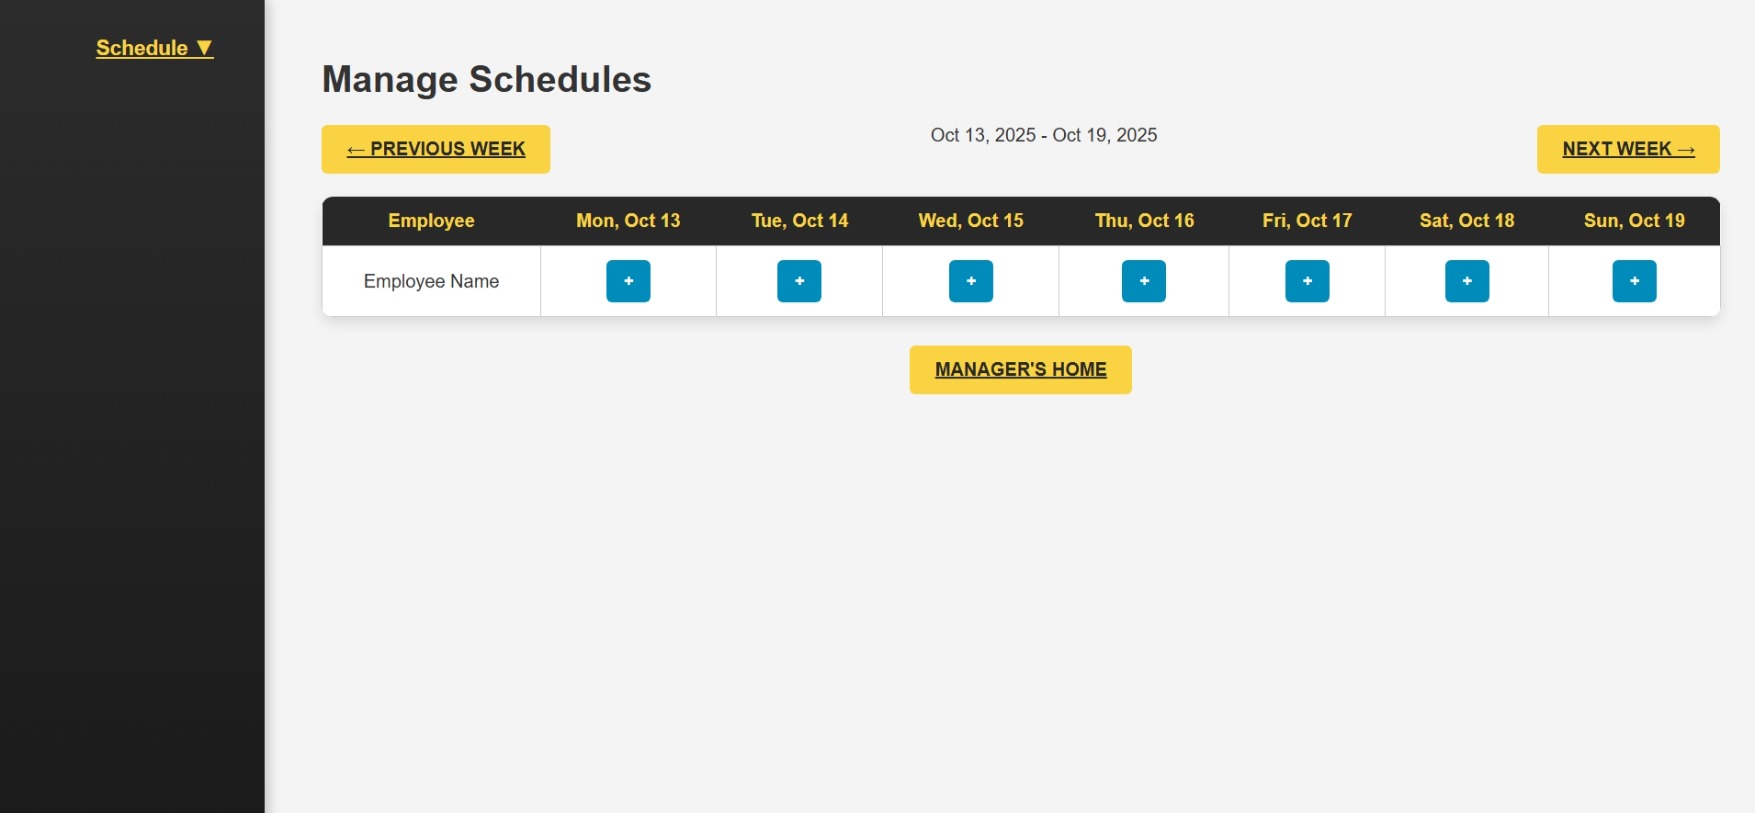 Schedule ▼
Manage Schedules
← PREVIOUS WEEK
Oct 13, 2025 - Oct 19, 2025
NEXT WEEK →
Employee Mon, Oct 13 Tue, Oct 14 Wed, Oct 15 Thu, Oct 16 Fri, Oct 17 Sat, Oct 18 Sun, Oct 19
Employee Name + + + + + + +
MANAGER'S HOME